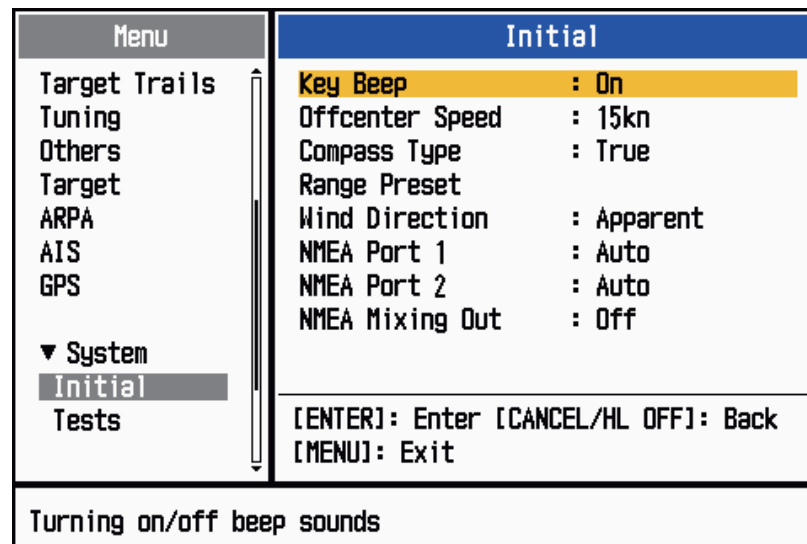 Menu
Target Trails
Tuning
Others
Target
ARPA
AIS
GPS
▼ System
Initial
Tests
Initial
Key Beep : On
Offcenter Speed : 15kn
Compass Type : True
Range Preset
Wind Direction : Apparent
NMEA Port 1 : Auto
NMEA Port 2 : Auto
NMEA Mixing Out : Off
[ENTER]: Enter [CANCEL/HL OFF]: Back
[MENU]: Exit
Turning on/off beep sounds